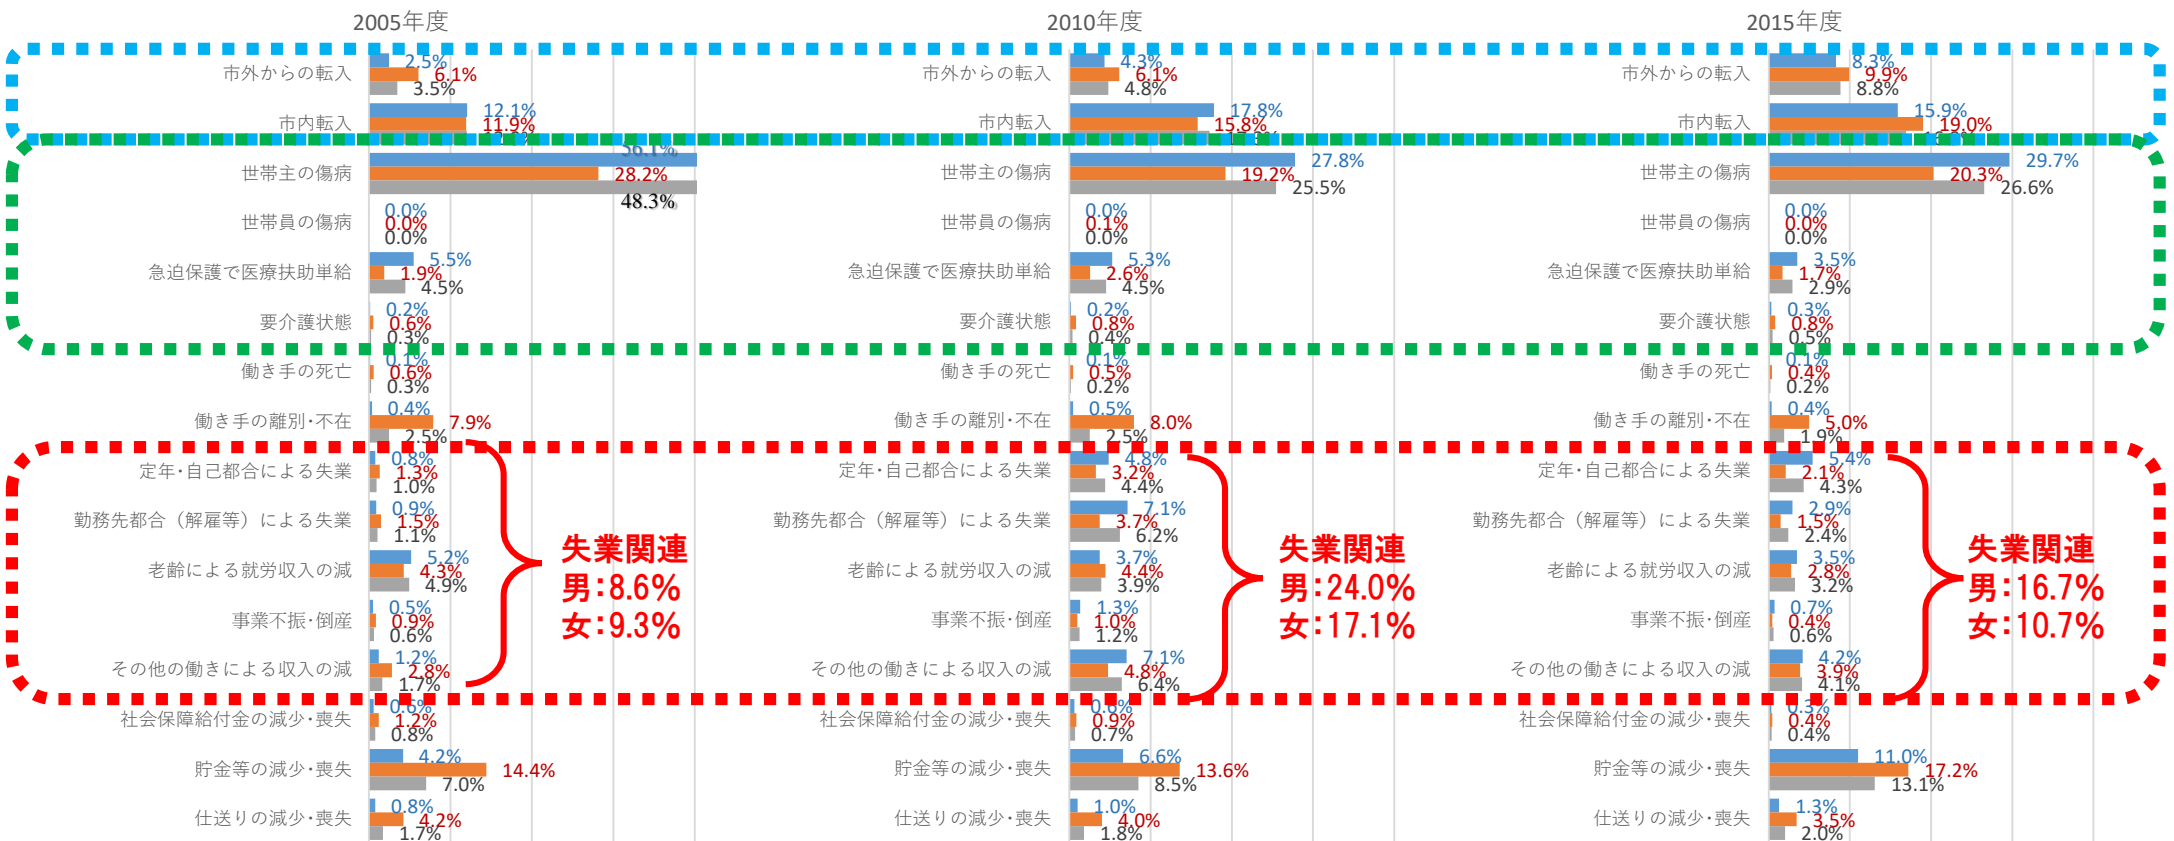 2005年度
市外からの転入 2.5% 6.1% 3.5%
市内転入 12.1% 11.9%
世帯主の傷病 56.1% 28.2% 48.3%
世帯員の傷病 0.0% 0.0% 0.0%
急迫保護で医療扶助単給 5.5% 1.9% 4.5%
要介護状態 0.2% 0.6% 0.3%
働き手の死亡 0.1% 0.6% 0.3%
働き手の離別・不在 0.4% 7.9% 2.5%
定年・自己都合による失業 0.8% 1.3% 1.0%
勤務先都合（解雇等）による失業 0.9% 1.5% 1.1%
老齢による就労収入の減 5.2% 4.3% 4.9%
事業不振・倒産 0.5% 0.9% 0.6%
その他の働きによる収入の減 1.2% 2.8% 1.7%
社会保障給付金の減少・喪失 0.6% 1.2% 0.8%
貯金等の減少・喪失 4.2% 14.4% 7.0%
仕送りの減少・喪失 0.8% 4.2% 1.7%
失業関連
男：8.6%
女：9.3%
2010年度
市外からの転入 4.3% 6.1% 4.8%
市内転入 17.8% 15.8%
世帯主の傷病 27.8% 19.2% 25.5%
世帯員の傷病 0.0% 0.1% 0.0%
急迫保護で医療扶助単給 5.3% 2.6% 4.5%
要介護状態 0.2% 0.8% 0.4%
働き手の死亡 0.1% 0.5% 0.2%
働き手の離別・不在 0.5% 8.0% 2.5%
定年・自己都合による失業 4.8% 3.2% 4.4%
勤務先都合（解雇等）による失業 7.1% 3.7% 6.2%
老齢による就労収入の減 3.7% 4.4% 3.9%
事業不振・倒産 1.3% 1.0% 1.2%
その他の働きによる収入の減 7.1% 4.8% 6.4%
社会保障給付金の減少・喪失 0.6% 0.9% 0.7%
貯金等の減少・喪失 6.6% 13.6% 8.5%
仕送りの減少・喪失 1.0% 4.0% 1.8%
失業関連
男：24.0%
女：17.1%
2015年度
市外からの転入 8.3% 9.9% 8.8%
市内転入 15.9% 19.0%
世帯主の傷病 29.7% 20.3% 26.6%
世帯員の傷病 0.0% 0.0% 0.0%
急迫保護で医療扶助単給 3.5% 1.7% 2.9%
要介護状態 0.3% 0.8% 0.5%
働き手の死亡 0.1% 0.4% 0.2%
働き手の離別・不在 0.4% 5.0% 1.9%
定年・自己都合による失業 5.4% 2.1% 4.3%
勤務先都合（解雇等）による失業 2.9% 1.5% 2.4%
老齢による就労収入の減 3.5% 2.8% 3.2%
事業不振・倒産 0.7% 0.4% 0.6%
その他の働きによる収入の減 4.2% 3.9% 4.1%
社会保障給付金の減少・喪失 0.3% 0.4% 0.4%
貯金等の減少・喪失 11.0% 17.2% 13.1%
仕送りの減少・喪失 1.3% 3.5% 2.0%
失業関連
男：16.7%
女：10.7%